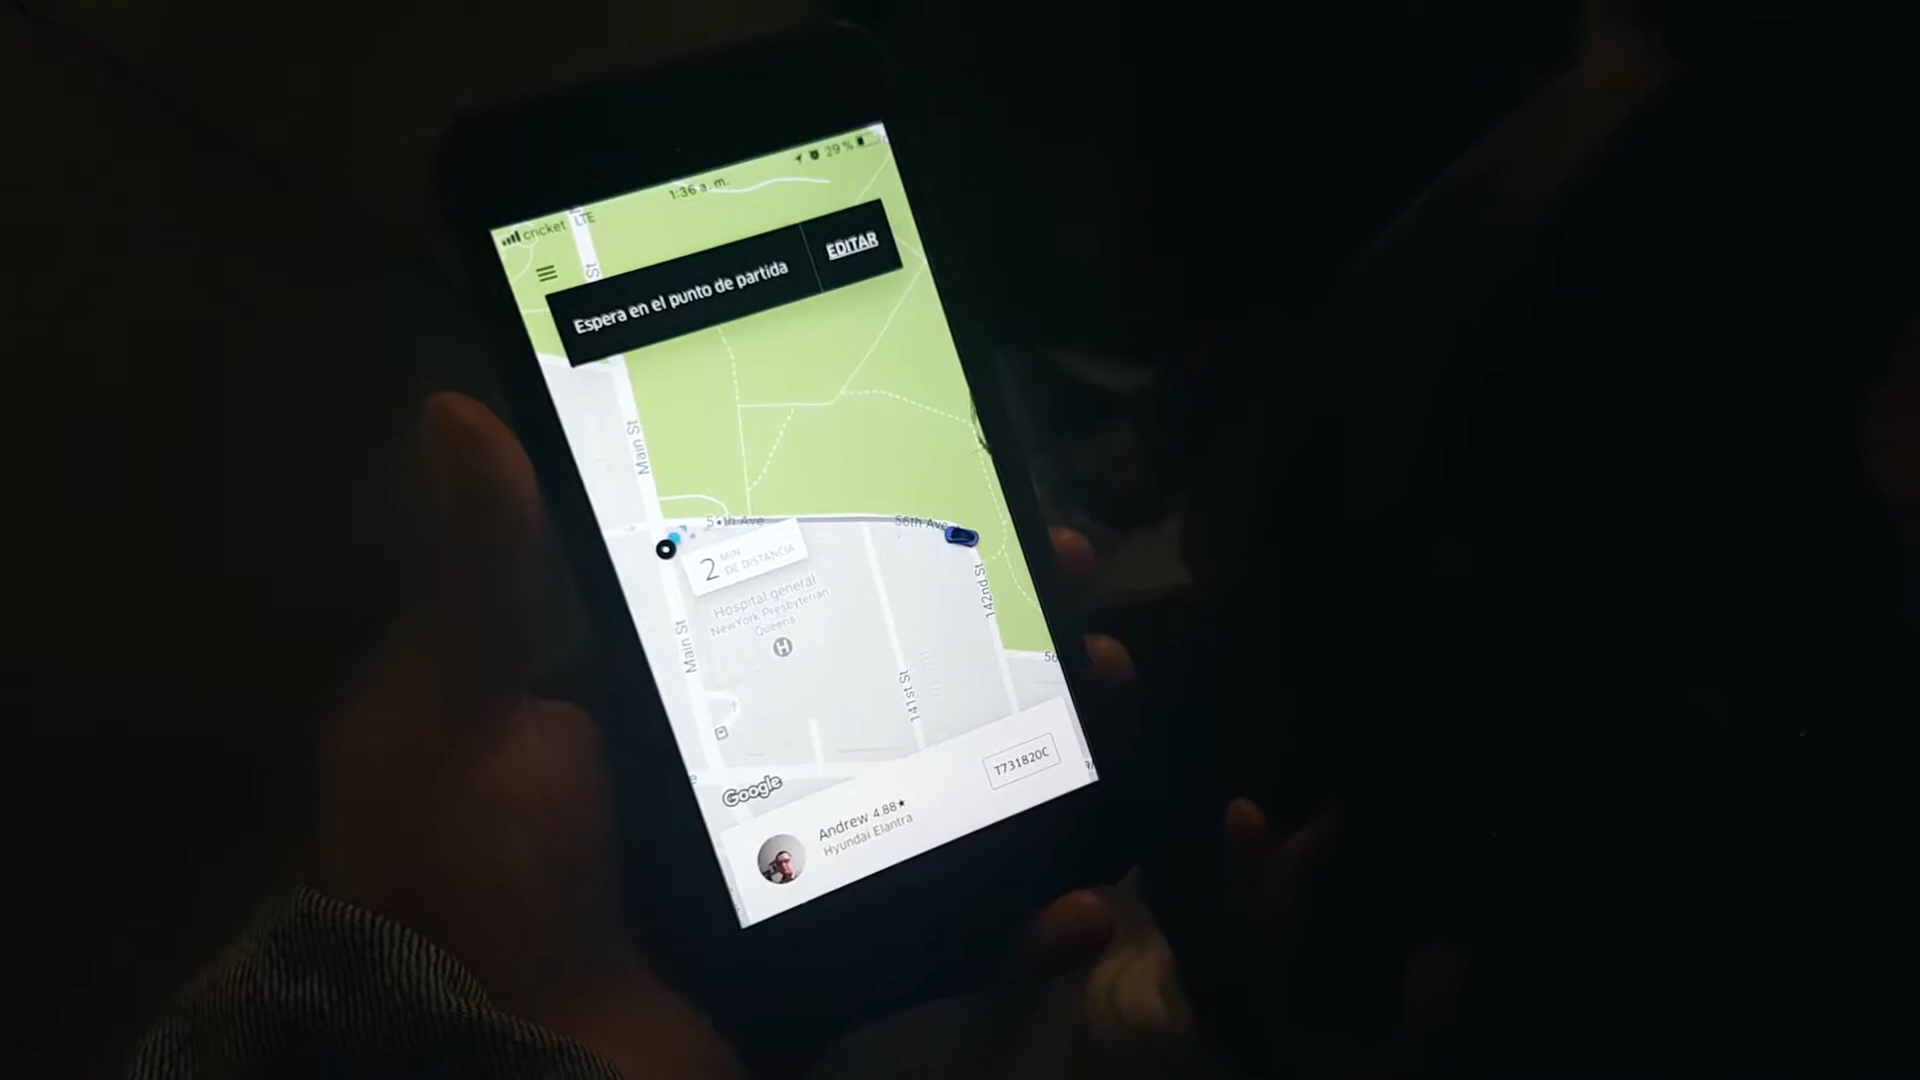 cricket LTE
1:36 a. m.
29 %
St
Espera en el punto de partida
EDITAR
Main St
56th Ave
2 MIN
DE DISTANCIA
Hospital general
NewYork Presbyterian
Queens
H
Main St
142nd St
141st St
56
Google
T731820C
Andrew 4.88★
Hyundai Elantra